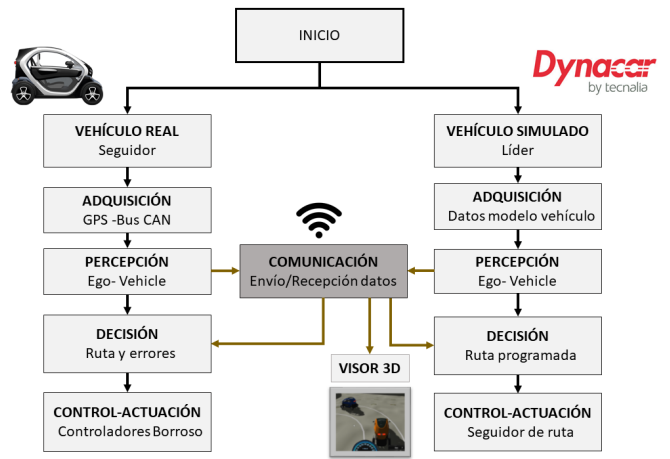 INICIO
Dynacar
by tecnalia
VEHÍCULO REAL
Seguidor
VEHÍCULO SIMULADO
Líder
ADQUISICIÓN
GPS -Bus CAN
ADQUISICIÓN
Datos modelo vehículo
PERCEPCIÓN
Ego- Vehicle
COMUNICACIÓN
Envío/Recepción datos
PERCEPCIÓN
Ego- Vehicle
DECISIÓN
Ruta y errores
DECISIÓN
Ruta programada
VISOR 3D
CONTROL-ACTUACIÓN
Controladores Borroso
CONTROL-ACTUACIÓN
Seguidor de ruta